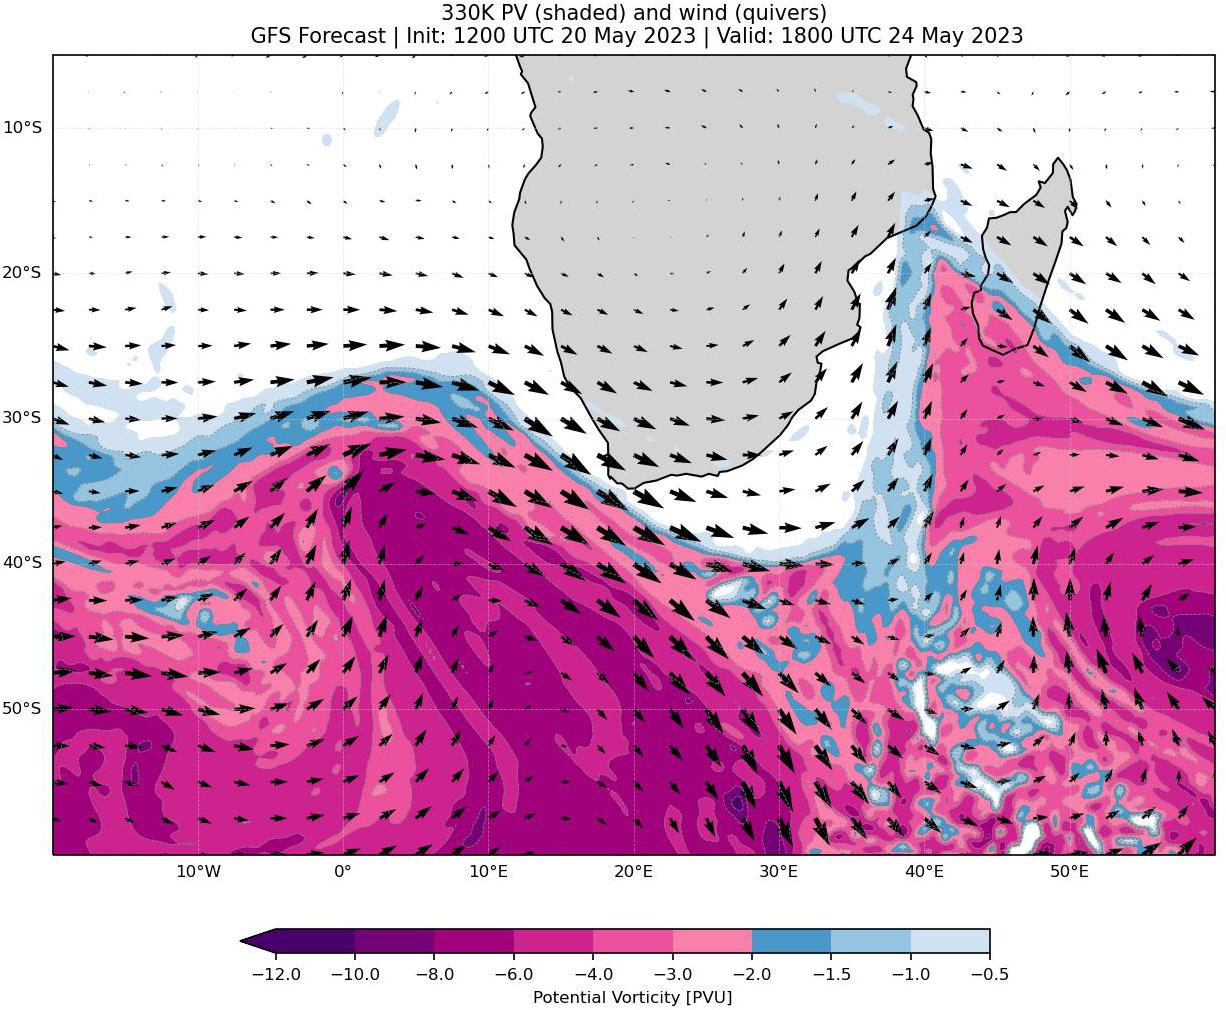 330K PV (shaded) and wind (quivers)
GFS Forecast | Init: 1200 UTC 20 May 2023 | Valid: 1800 UTC 24 May 2023
10°S
20°S
30°S
40°S
50°S
10°W 0° 10°E 20°E 30°E 40°E 50°E
−12.0 −10.0 −8.0 −6.0 −4.0 −3.0 −2.0 −1.5 −1.0 −0.5
Potential Vorticity [PVU]